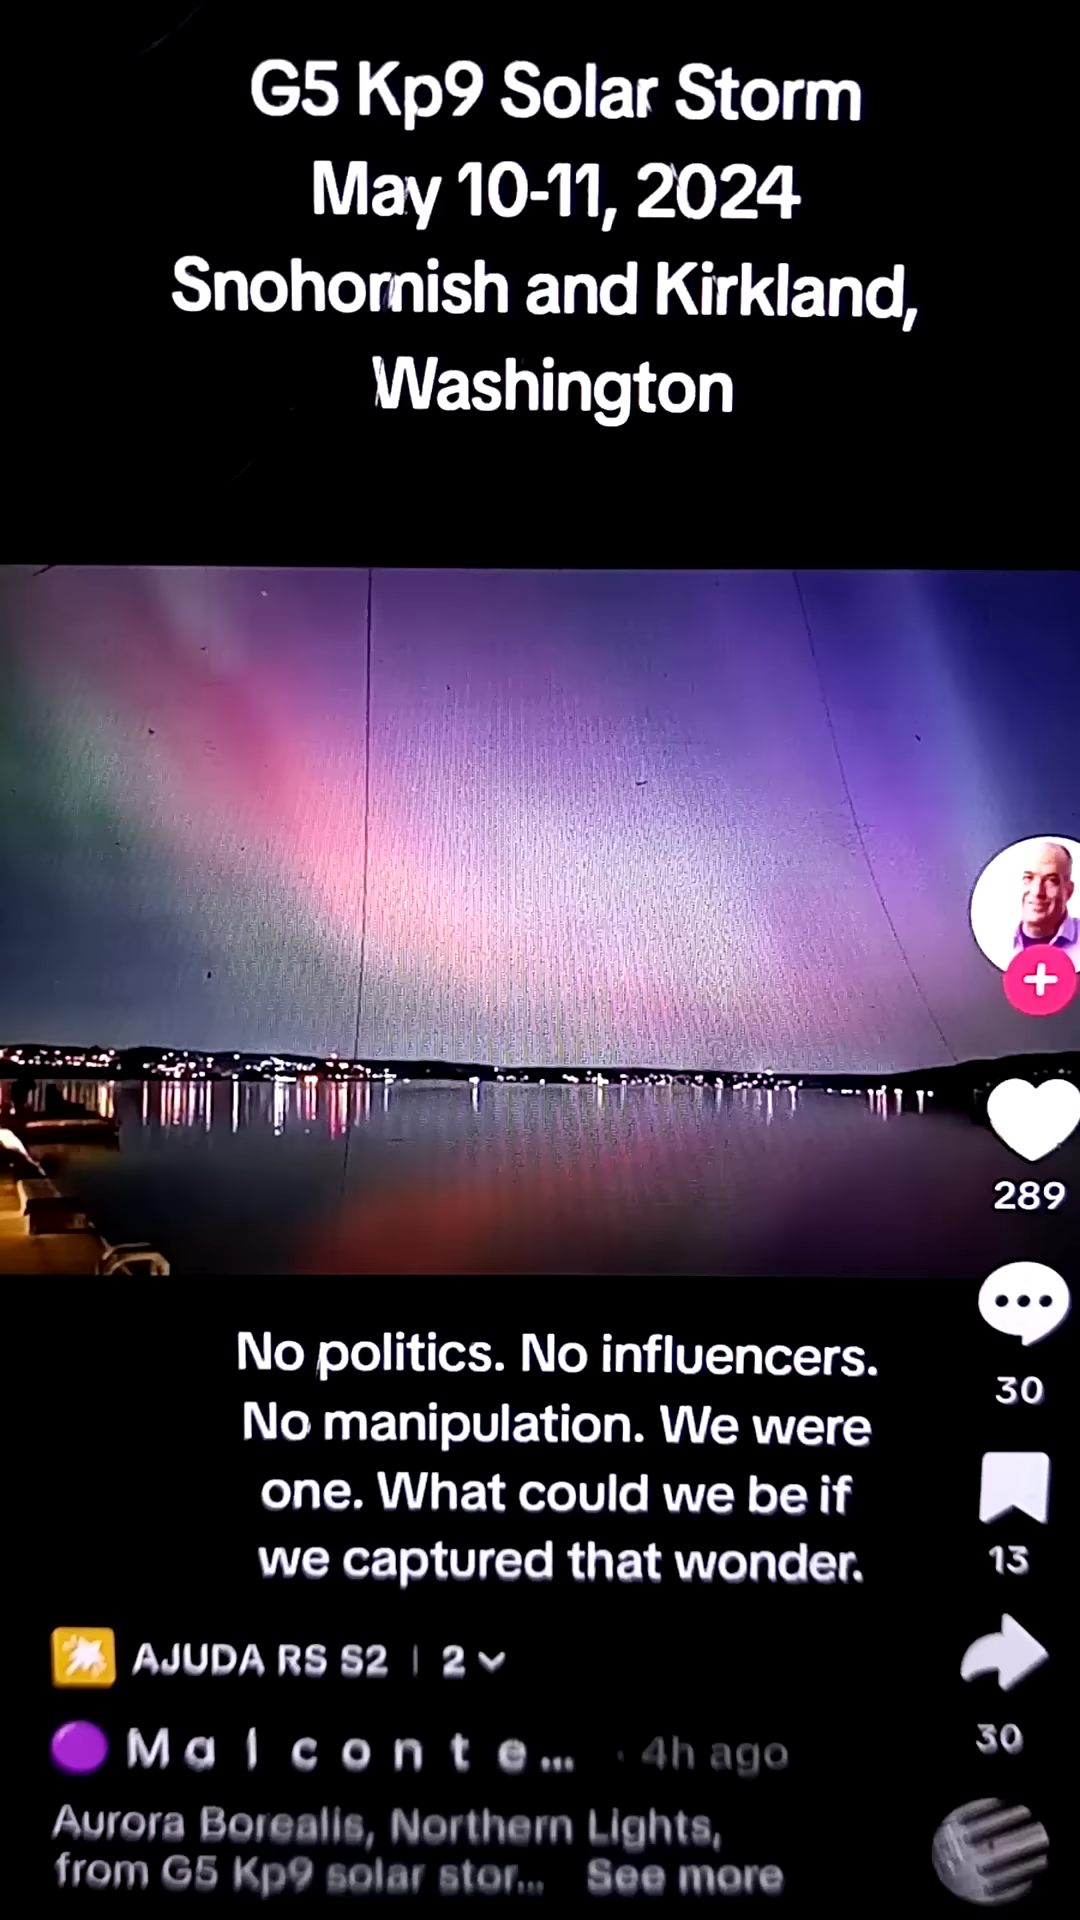 G5 Kp9 Solar Storm
May 10-11, 2024
Snohomish and Kirkland,
Washington
289
30
No politics. No influencers.
No manipulation. We were
one. What could we be if
we captured that wonder.
13
AJUDA RS S2 | 2
M a l c o n t e... · 4h ago
30
Aurora Borealis, Northern Lights,
from G5 Kp9 solar stor... See more